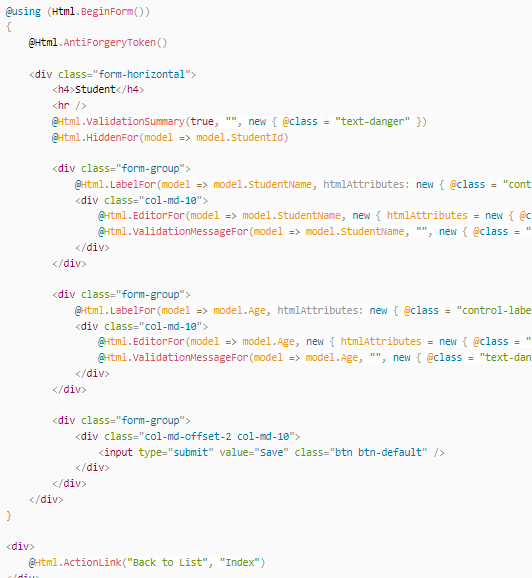 @using (Html.BeginForm())
{
    @Html.AntiForgeryToken()

    <div class="form-horizontal">
        <h4>Student</h4>
        <hr />
        @Html.ValidationSummary(true, "", new { @class = "text-danger" })
        @Html.HiddenFor(model => model.StudentId)

        <div class="form-group">
            @Html.LabelFor(model => model.StudentName, htmlAttributes: new { @class = "cont
            <div class="col-md-10">
                @Html.EditorFor(model => model.StudentName, new { htmlAttributes = new { @c
                @Html.ValidationMessageFor(model => model.StudentName, "", new { @class = "
            </div>
        </div>

        <div class="form-group">
            @Html.LabelFor(model => model.Age, htmlAttributes: new { @class = "control-labe
            <div class="col-md-10">
                @Html.EditorFor(model => model.Age, new { htmlAttributes = new { @class = "
                @Html.ValidationMessageFor(model => model.Age, "", new { @class = "text-dan
            </div>
        </div>

        <div class="form-group">
            <div class="col-md-offset-2 col-md-10">
                <input type="submit" value="Save" class="btn btn-default" />
            </div>
        </div>
    </div>
}

<div>
    @Html.ActionLink("Back to List", "Index")
</div>